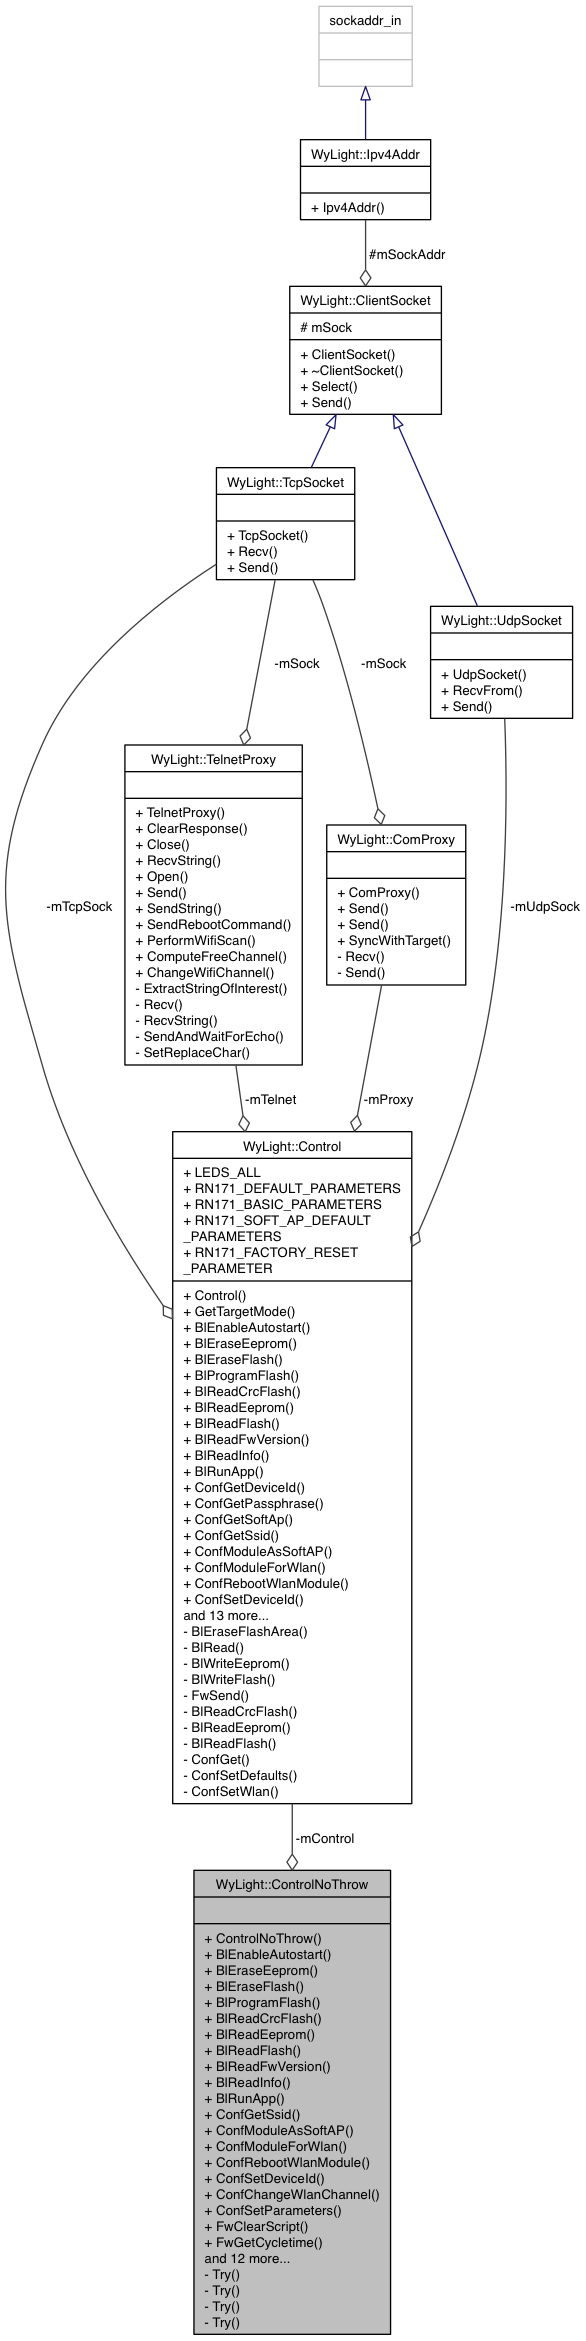 sockaddr_in
WyLight::Ipv4Addr
+ Ipv4Addr()
#mSockAddr
WyLight::ClientSocket
# mSock
+ ClientSocket()
+ ~ClientSocket()
+ Select()
+ Send()
WyLight::TcpSocket
+ TcpSocket()
+ Recv()
+ Send()
WyLight::UdpSocket
+ UdpSocket()
+ RecvFrom()
+ Send()
-mSock
-mSock
WyLight::TelnetProxy
+ TelnetProxy()
+ ClearResponse()
+ Close()
+ RecvString()
+ Open()
+ Send()
+ SendString()
+ SendRebootCommand()
+ PerformWifiScan()
+ ComputeFreeChannel()
+ ChangeWifiChannel()
- ExtractStringOfInterest()
- Recv()
- RecvString()
- SendAndWaitForEcho()
- SetReplaceChar()
WyLight::ComProxy
+ ComProxy()
+ Send()
+ Send()
+ SyncWithTarget()
- Recv()
- Send()
-mTcpSock
-mUdpSock
-mTelnet
-mProxy
WyLight::Control
+ LEDS_ALL
+ RN171_DEFAULT_PARAMETERS
+ RN171_BASIC_PARAMETERS
+ RN171_SOFT_AP_DEFAULT
_PARAMETERS
+ RN171_FACTORY_RESET
_PARAMETER
+ Control()
+ GetTargetMode()
+ BlEnableAutostart()
+ BlEraseEeprom()
+ BlEraseFlash()
+ BlProgramFlash()
+ BlReadCrcFlash()
+ BlReadEeprom()
+ BlReadFlash()
+ BlReadFwVersion()
+ BlReadInfo()
+ BlRunApp()
+ ConfGetDeviceId()
+ ConfGetPassphrase()
+ ConfGetSoftAp()
+ ConfGetSsid()
+ ConfModuleAsSoftAP()
+ ConfModuleForWlan()
+ ConfRebootWlanModule()
+ ConfSetDeviceId()
and 13 more...
- BlEraseFlashArea()
- BlRead()
- BlWriteEeprom()
- BlWriteFlash()
- FwSend()
- BlReadCrcFlash()
- BlReadEeprom()
- BlReadFlash()
- ConfGet()
- ConfSetDefaults()
- ConfSetWlan()
-mControl
WyLight::ControlNoThrow
+ ControlNoThrow()
+ BlEnableAutostart()
+ BlEraseEeprom()
+ BlEraseFlash()
+ BlProgramFlash()
+ BlReadCrcFlash()
+ BlReadEeprom()
+ BlReadFlash()
+ BlReadFwVersion()
+ BlReadInfo()
+ BlRunApp()
+ ConfGetSsid()
+ ConfModuleAsSoftAP()
+ ConfModuleForWlan()
+ ConfRebootWlanModule()
+ ConfSetDeviceId()
+ ConfChangeWlanChannel()
+ ConfSetParameters()
+ FwClearScript()
+ FwGetCycletime()
and 12 more...
- Try()
- Try()
- Try()
- Try()